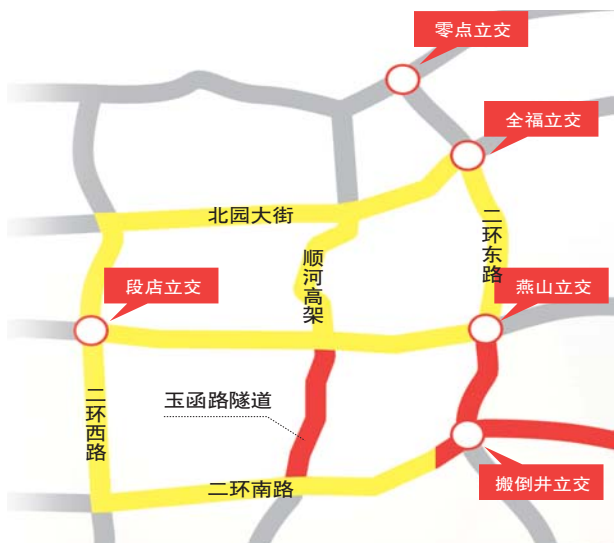 零点立交
全福立交
北园大街
二环东路
顺河高架
段店立交
燕山立交
玉函路隧道
二环西路
二环南路
搬倒井立交